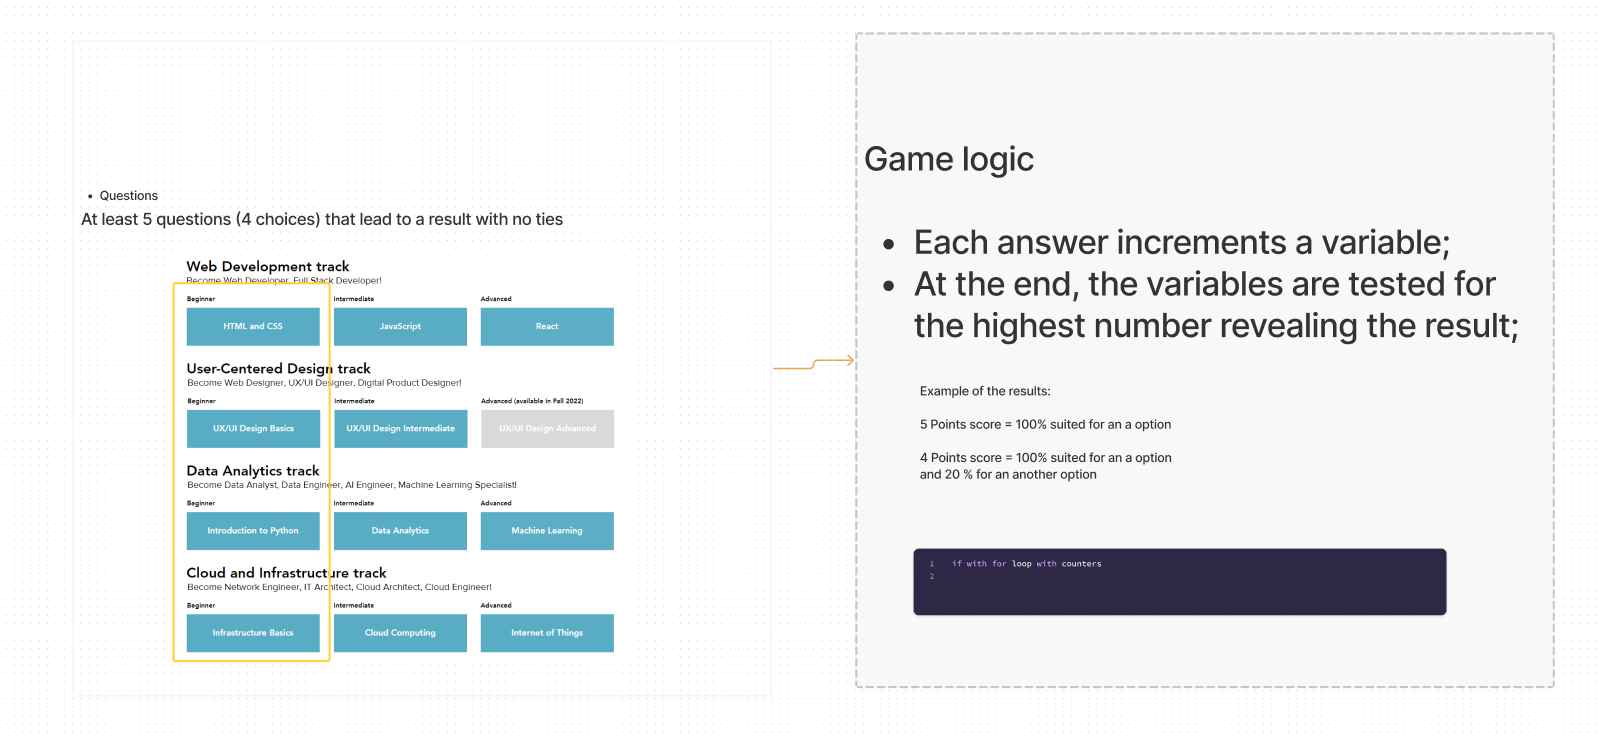 • Questions
At least 5 questions (4 choices) that lead to a result with no ties
Web Development track
Become Web Developer, Full Stack Developer!
Beginner Intermediate Advanced
HTML and CSS JavaScript React
User-Centered Design track
Become Web Designer, UX/UI Designer, Digital Product Designer!
Beginner Intermediate Advanced (available in Fall 2022)
UX/UI Design Basics UX/UI Design Intermediate UX/UI Design Advanced
Data Analytics track
Become Data Analyst, Data Engineer, AI Engineer, Machine Learning Specialist!
Beginner Intermediate Advanced
Introduction to Python Data Analytics Machine Learning
Cloud and Infrastructure track
Become Network Engineer, IT Architect, Cloud Architect, Cloud Engineer!
Beginner Intermediate Advanced
Infrastructure Basics Cloud Computing Internet of Things
Game logic
• Each answer increments a variable;
• At the end, the variables are tested for
the highest number revealing the result;
Example of the results:
5 Points score = 100% suited for an a option
4 Points score = 100% suited for an a option
and 20 % for an another option
1 if with for loop with counters
2